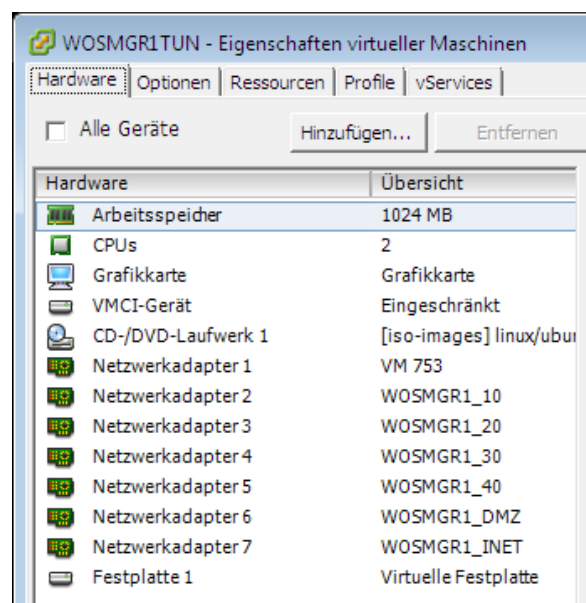 WOSMGR1TUN - Eigenschaften virtueller Maschinen
Hardware Optionen Ressourcen Profile vServices
Alle Geräte Hinzufügen... Entfernen
Hardware Übersicht
Arbeitsspeicher 1024 MB
CPUs 2
Grafikkarte Grafikkarte
VMCI-Gerät Eingeschränkt
CD-/DVD-Laufwerk 1 [iso-images] linux/ubu
Netzwerkadapter 1 VM 753
Netzwerkadapter 2 WOSMGR1_10
Netzwerkadapter 3 WOSMGR1_20
Netzwerkadapter 4 WOSMGR1_30
Netzwerkadapter 5 WOSMGR1_40
Netzwerkadapter 6 WOSMGR1_DMZ
Netzwerkadapter 7 WOSMGR1_INET
Festplatte 1 Virtuelle Festplatte